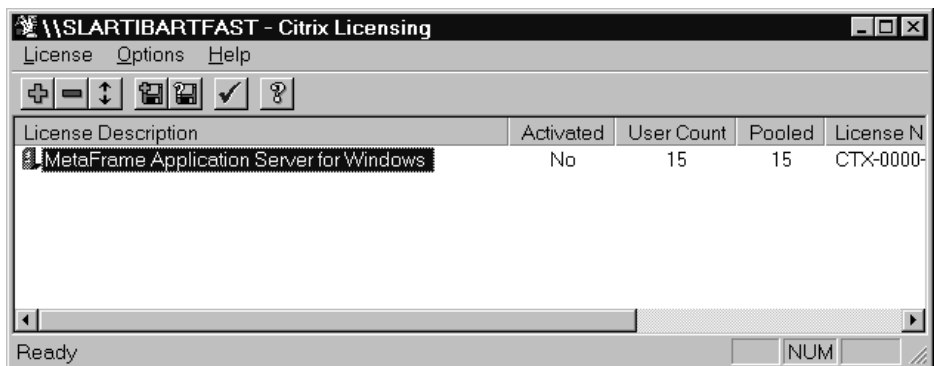 \\SLARTIBARTFAST - Citrix Licensing
License Options Help
License Description Activated User Count Pooled License N
MetaFrame Application Server for Windows No 15 15 CTX-0000-
Ready NUM